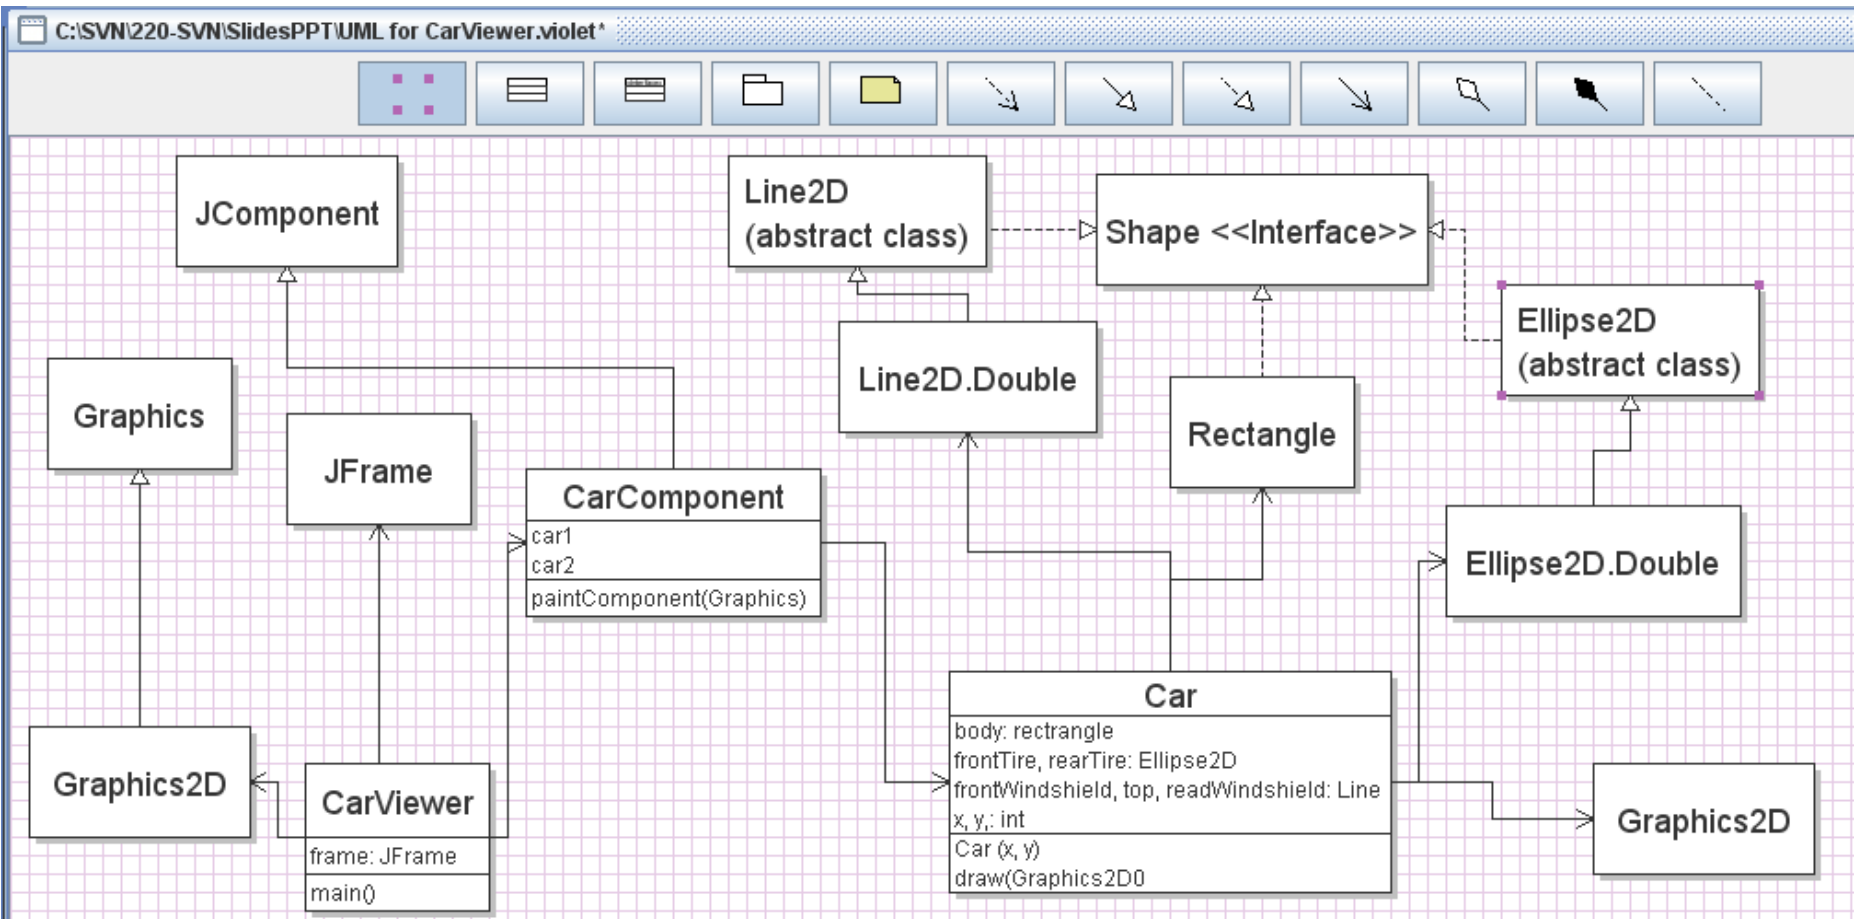 C:\SVN\220-SVN\SlidesPPT\UML for CarViewer.violet*
JComponent
Line2D
(abstract class)
Shape <<Interface>>
Ellipse2D
(abstract class)
Graphics
JFrame
Line2D.Double
Rectangle
CarComponent
car1
car2
paintComponent(Graphics)
Ellipse2D.Double
Graphics2D
CarViewer
frame: JFrame
main()
Car
body: rectrangle
frontTire, rearTire: Ellipse2D
frontWindshield, top, readWindshield: Line
x, y,: int
Car (x, y)
draw(Graphics2D0
Graphics2D